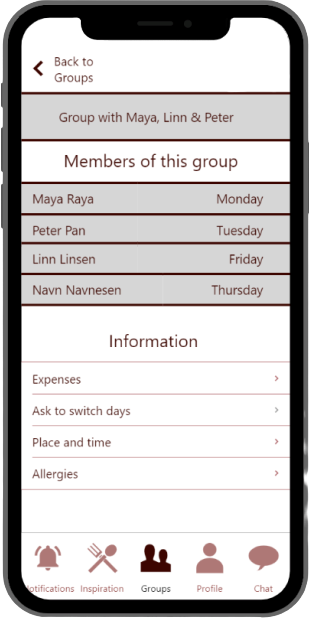 Back to
Groups
Group with Maya, Linn & Peter
Members of this group
Maya Raya Monday
Peter Pan Tuesday
Linn Linsen Friday
Navn Navnesen Thursday
Information
Expenses
Ask to switch days
Place and time
Allergies
otifications Inspiration Groups Profile Chat